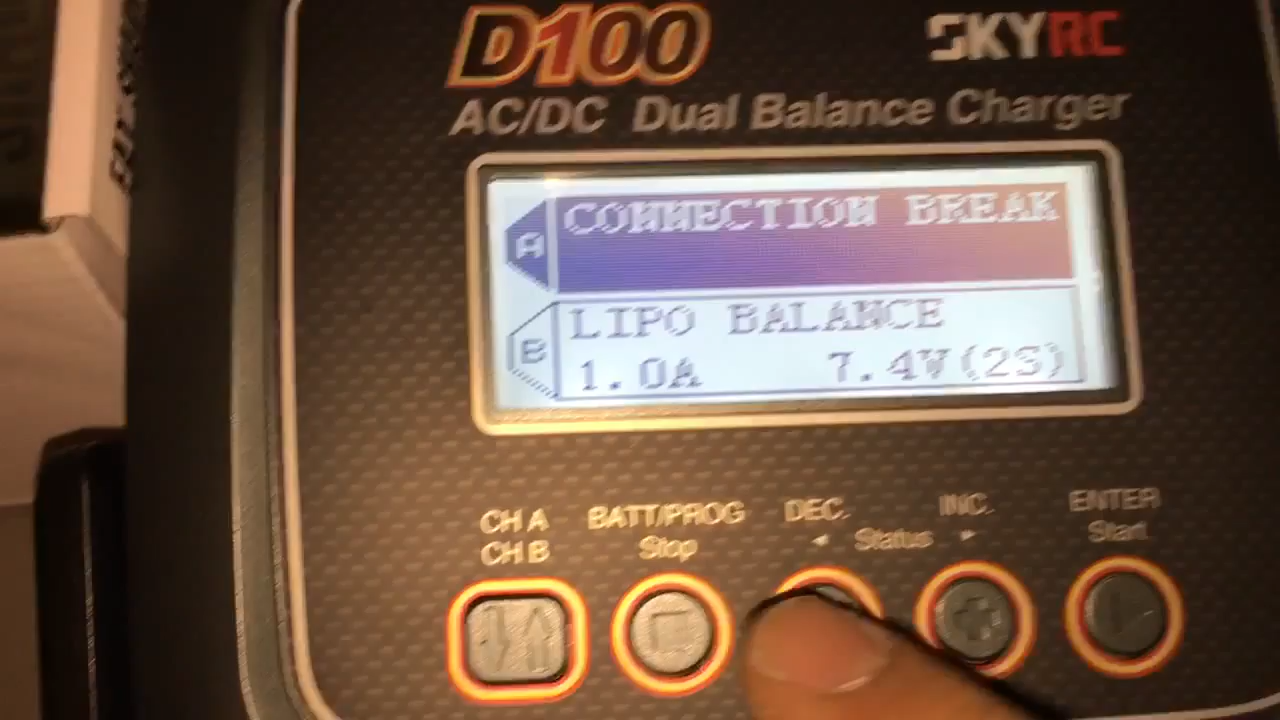 D100
SKYRC
AC/DC Dual Balance Charger
A
CONNECTION BREAK
B
LIPO BALANCE
1.0A 7.4V(2S)
CH A
CH B
BATT/PROG
Stop
DEC.
Status
INC.
ENTER
Start